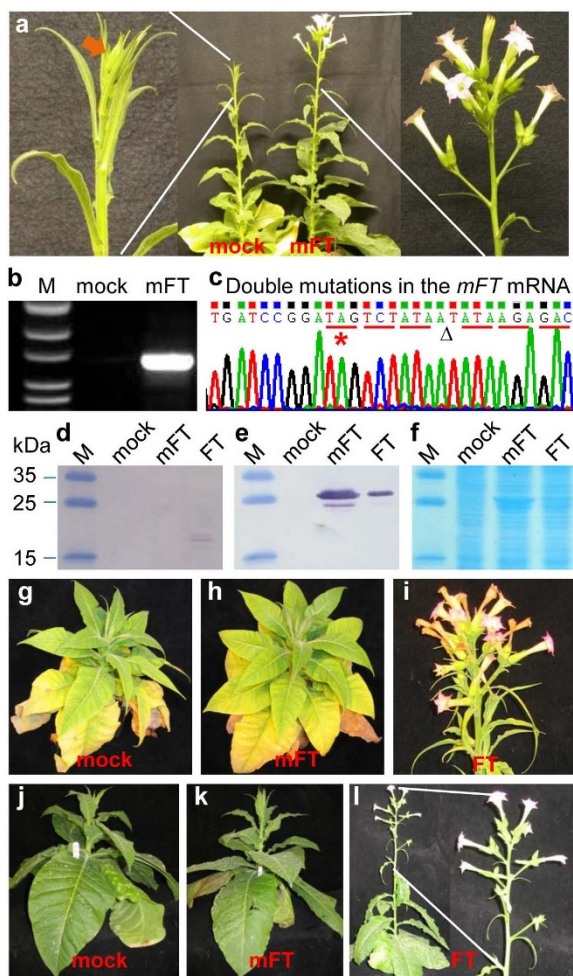 a
mock mFT
b M mock mFT
c Double mutations in the mFT mRNA
TGATCCGGATAGTCTATAATATAAGAGAC
* Δ
kDa
d M mock mFT FT
e M mock mFT FT
f M mock mFT FT
35
25
15
g
mock
h
mFT
i
FT
j
mock
k
mFT
l
FT